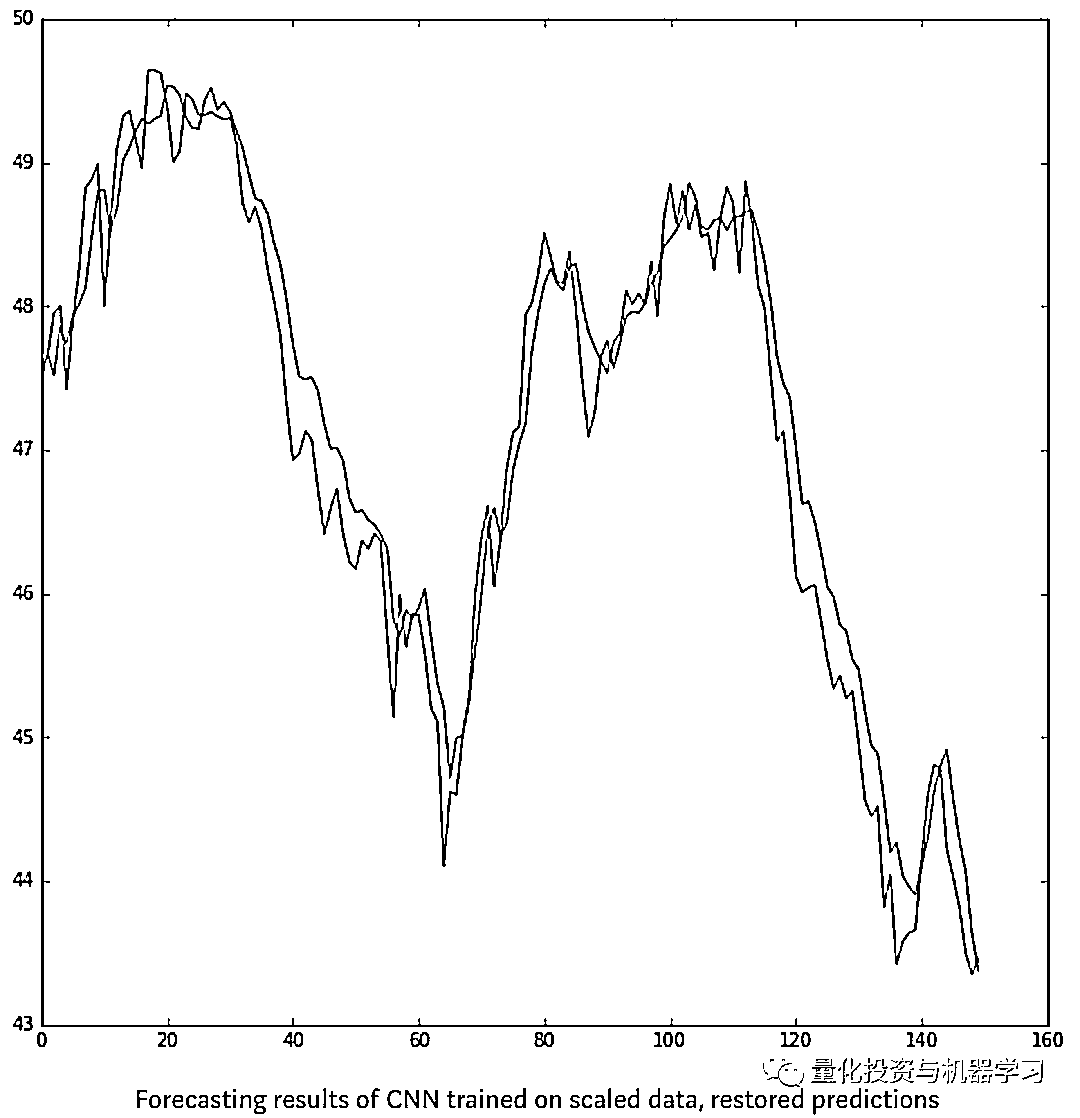 50
49
48
47
46
45
44
43
0 20 40 60 80 100 120 140 160
量化投资与机器学习
Forecasting results of CNN trained on scaled data, restored predictions